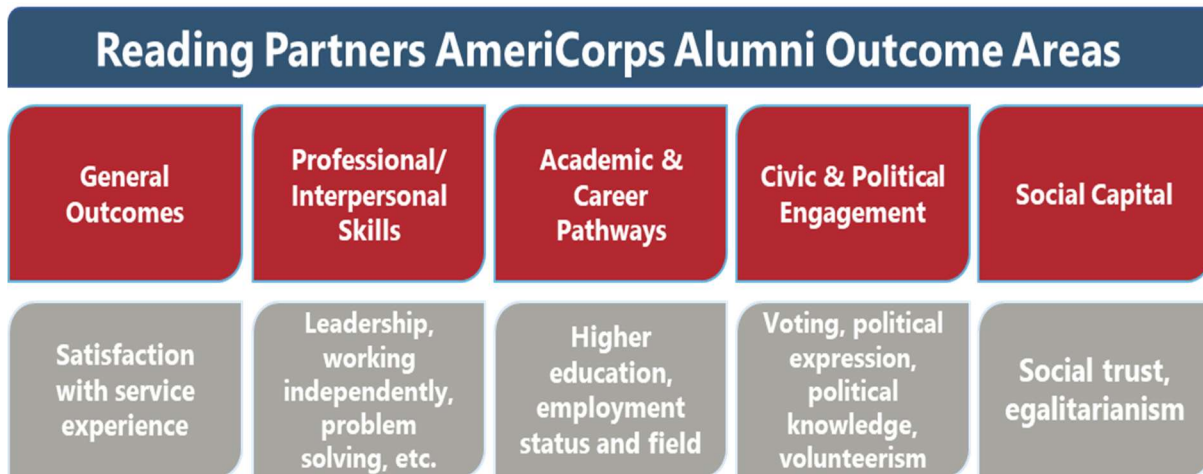 Reading Partners AmeriCorps Alumni Outcome Areas
General
Outcomes
Professional/
Interpersonal
Skills
Academic &
Career
Pathways
Civic & Political
Engagement
Social Capital
Satisfaction
with service
experience
Leadership,
working
independently,
problem
solving, etc.
Higher
education,
employment
status and field
Voting, political
expression,
political
knowledge,
volunteerism
Social trust,
egalitarianism